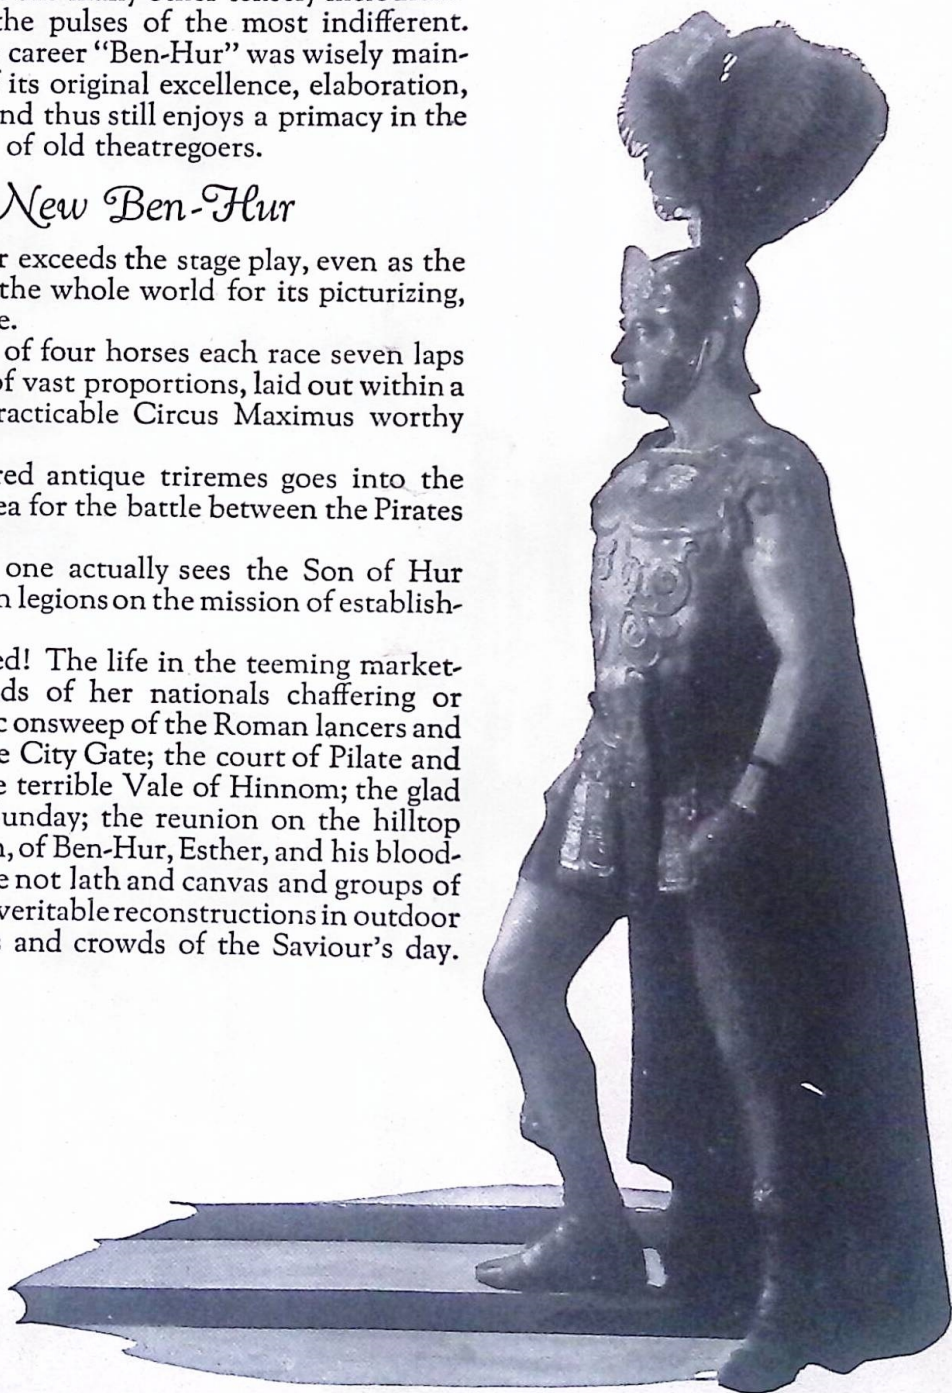 the pulses of the most indifferent.
career “Ben-Hur” was wisely main-
its original excellence, elaboration,
nd thus still enjoys a primacy in the
of old theatregoers.
New Ben-Hur
r exceeds the stage play, even as the
the whole world for its picturizing,
e.
of four horses each race seven laps
of vast proportions, laid out within a
racticable Circus Maximus worthy
red antique triremes goes into the
ea for the battle between the Pirates
one actually sees the Son of Hur
n legions on the mission of establish-
ed! The life in the teeming market-
ds of her nationals chaffering or
c onsweep of the Roman lancers and
e City Gate; the court of Pilate and
e terrible Vale of Hinnom; the glad
unday; the reunion on the hilltop
n, of Ben-Hur, Esther, and his blood-
e not lath and canvas and groups of
veritable reconstructions in outdoor
s and crowds of the Saviour’s day.